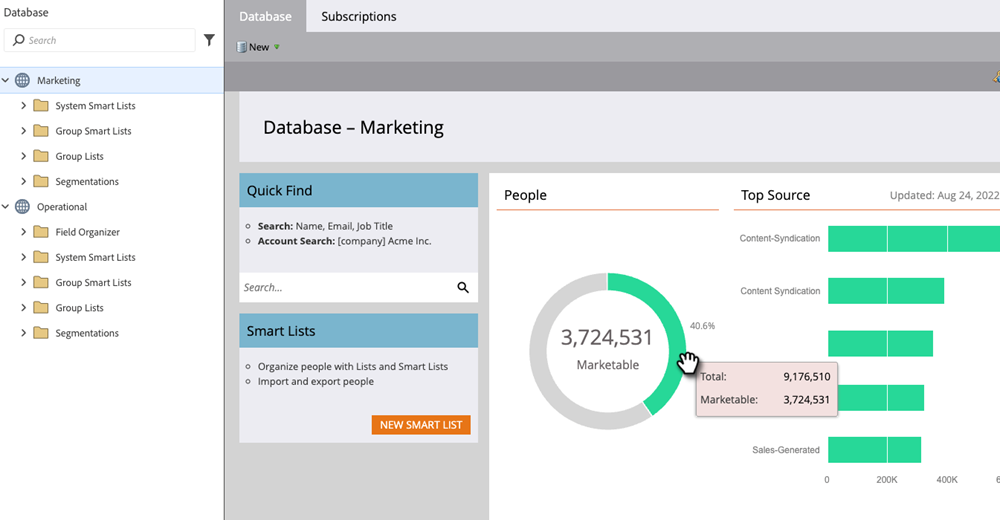 Database
Search
Marketing
System Smart Lists
Group Smart Lists
Group Lists
Segmentations
Operational
Field Organizer
System Smart Lists
Group Smart Lists
Group Lists
Segmentations
Database
Subscriptions
New
Database – Marketing
Quick Find
Search: Name, Email, Job Title
Account Search: [company] Acme Inc.
Search...
Smart Lists
Organize people with Lists and Smart Lists
Import and export people
NEW SMART LIST
People
3,724,531
Marketable
40.6%
Total: 9,176,510
Marketable: 3,724,531
Top Source
Updated: Aug 24, 2022
Content-Syndication
Content Syndication
Sales-Generated
0 200K 400K 6